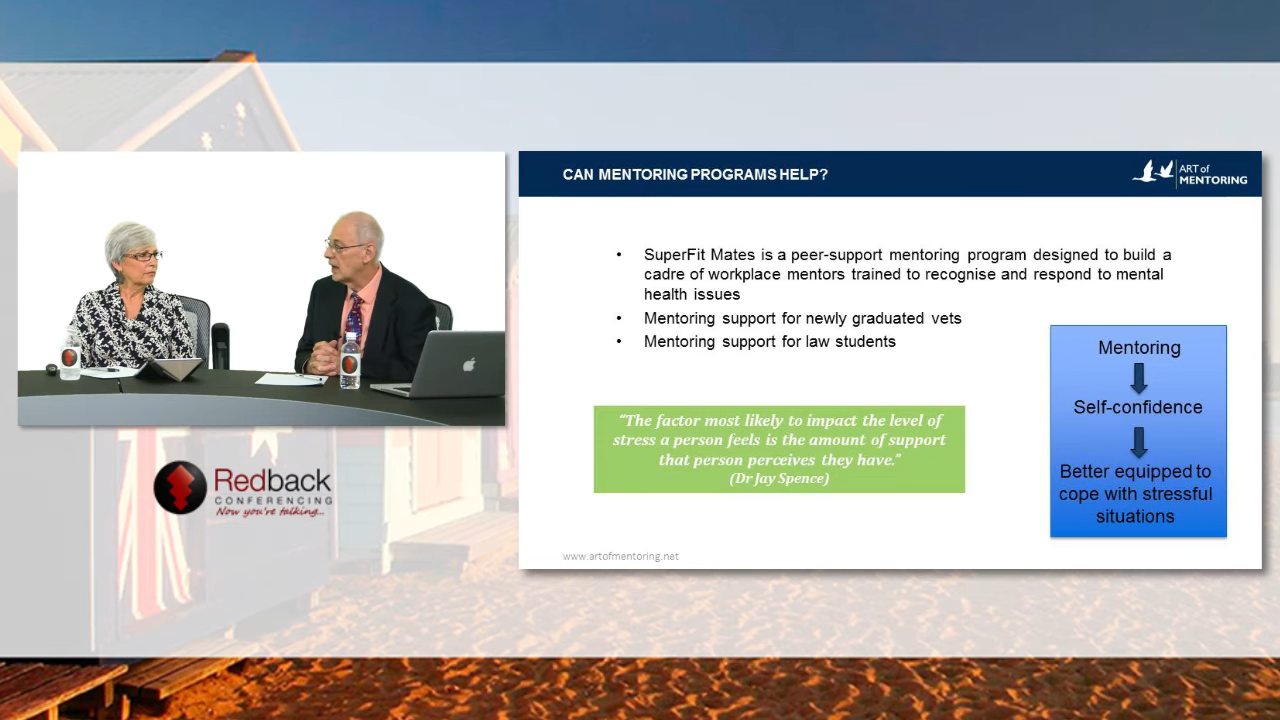 CAN MENTORING PROGRAMS HELP?
ART of
MENTORING
• SuperFit Mates is a peer-support mentoring program designed to build a
cadre of workplace mentors trained to recognise and respond to mental
health issues
• Mentoring support for newly graduated vets
• Mentoring support for law students
Mentoring
Self-confidence
Better equipped to
cope with stressful
situations
“The factor most likely to impact the level of
stress a person feels is the amount of support
that person perceives they have.”
(Dr Jay Spence)
www.artofmentoring.net
Redback
CONFERENCING
Now you're talking..